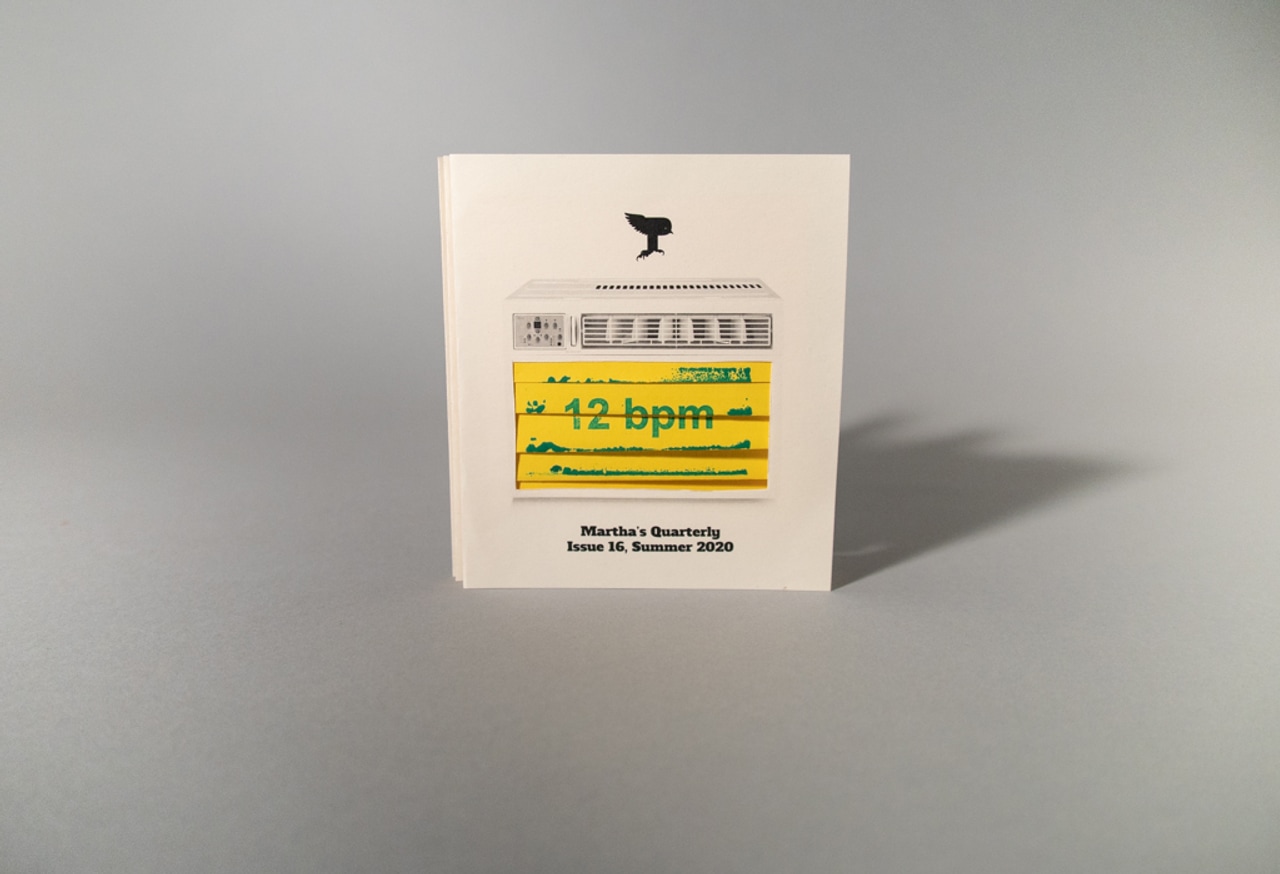 12 bpm
Martha's Quarterly
Issue 16, Summer 2020